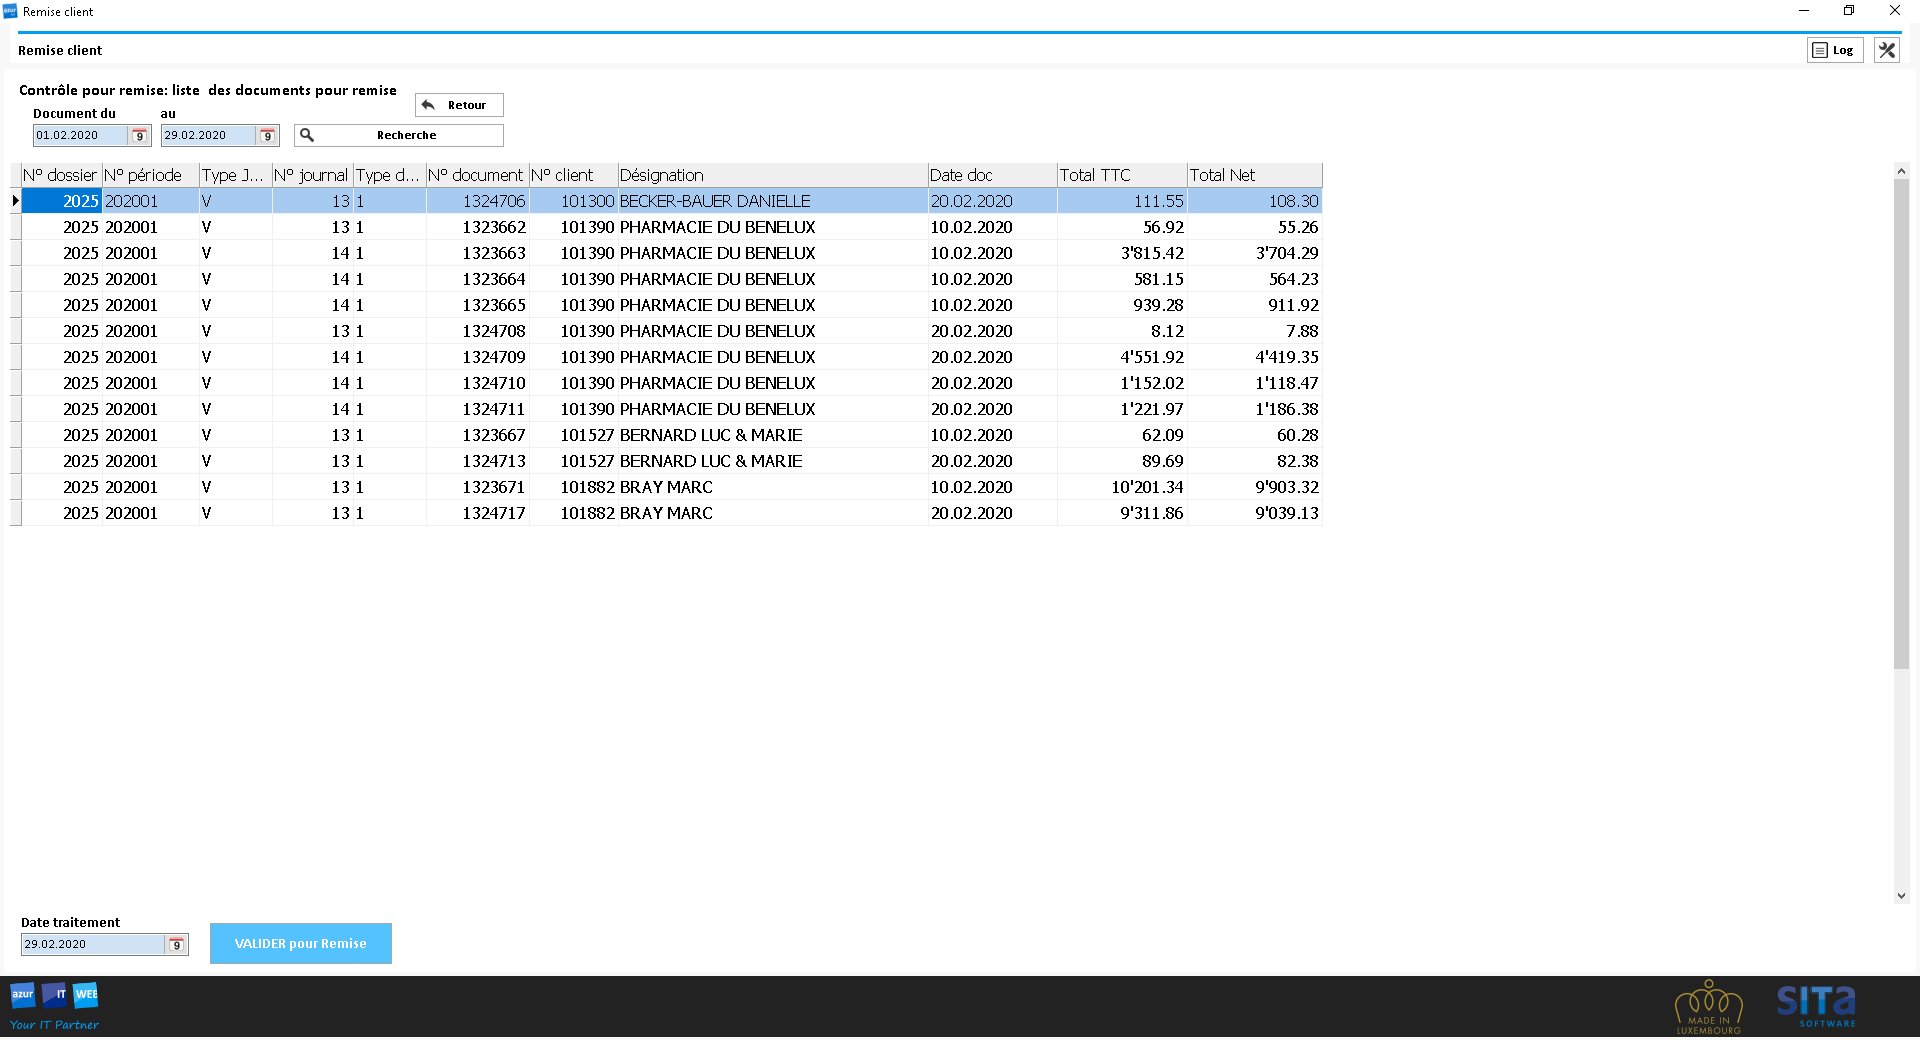 azur
Remise client
Remise client
Log
Contrôle pour remise: liste  des documents pour remise
Retour
Document du au
01.02.2020 9 29.02.2020 9 Recherche
N° dossier N° période Type J... N° journal Type d... N° document N° client Désignation Date doc Total TTC Total Net
2025 202001 V 13 1 1324706 101300 BECKER-BAUER DANIELLE 20.02.2020 111.55 108.30
2025 202001 V 13 1 1323662 101390 PHARMACIE DU BENELUX 10.02.2020 56.92 55.26
2025 202001 V 14 1 1323663 101390 PHARMACIE DU BENELUX 10.02.2020 3'815.42 3'704.29
2025 202001 V 14 1 1323664 101390 PHARMACIE DU BENELUX 10.02.2020 581.15 564.23
2025 202001 V 14 1 1323665 101390 PHARMACIE DU BENELUX 10.02.2020 939.28 911.92
2025 202001 V 13 1 1324708 101390 PHARMACIE DU BENELUX 20.02.2020 8.12 7.88
2025 202001 V 14 1 1324709 101390 PHARMACIE DU BENELUX 20.02.2020 4'551.92 4'419.35
2025 202001 V 14 1 1324710 101390 PHARMACIE DU BENELUX 20.02.2020 1'152.02 1'118.47
2025 202001 V 14 1 1324711 101390 PHARMACIE DU BENELUX 20.02.2020 1'221.97 1'186.38
2025 202001 V 13 1 1323667 101527 BERNARD LUC & MARIE 10.02.2020 62.09 60.28
2025 202001 V 13 1 1324713 101527 BERNARD LUC & MARIE 20.02.2020 89.69 82.38
2025 202001 V 13 1 1323671 101882 BRAY MARC 10.02.2020 10'201.34 9'903.32
2025 202001 V 13 1 1324717 101882 BRAY MARC 20.02.2020 9'311.86 9'039.13
Date traitement
29.02.2020 9 VALIDER pour Remise
azur IT WEB
Your IT Partner
MADE IN
LUXEMBOURG
SITa
SOFTWARE